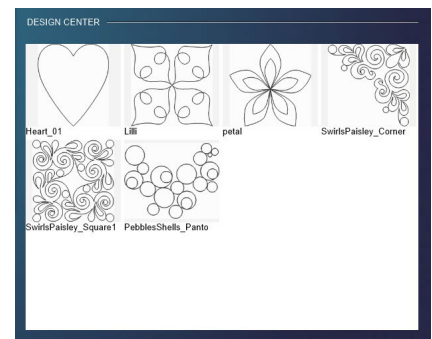 DESIGN CENTER
Heart_01
Lilli
petal
SwirlsPaisley_Corner
SwirlsPaisley_Square1
PebblesShells_Panto